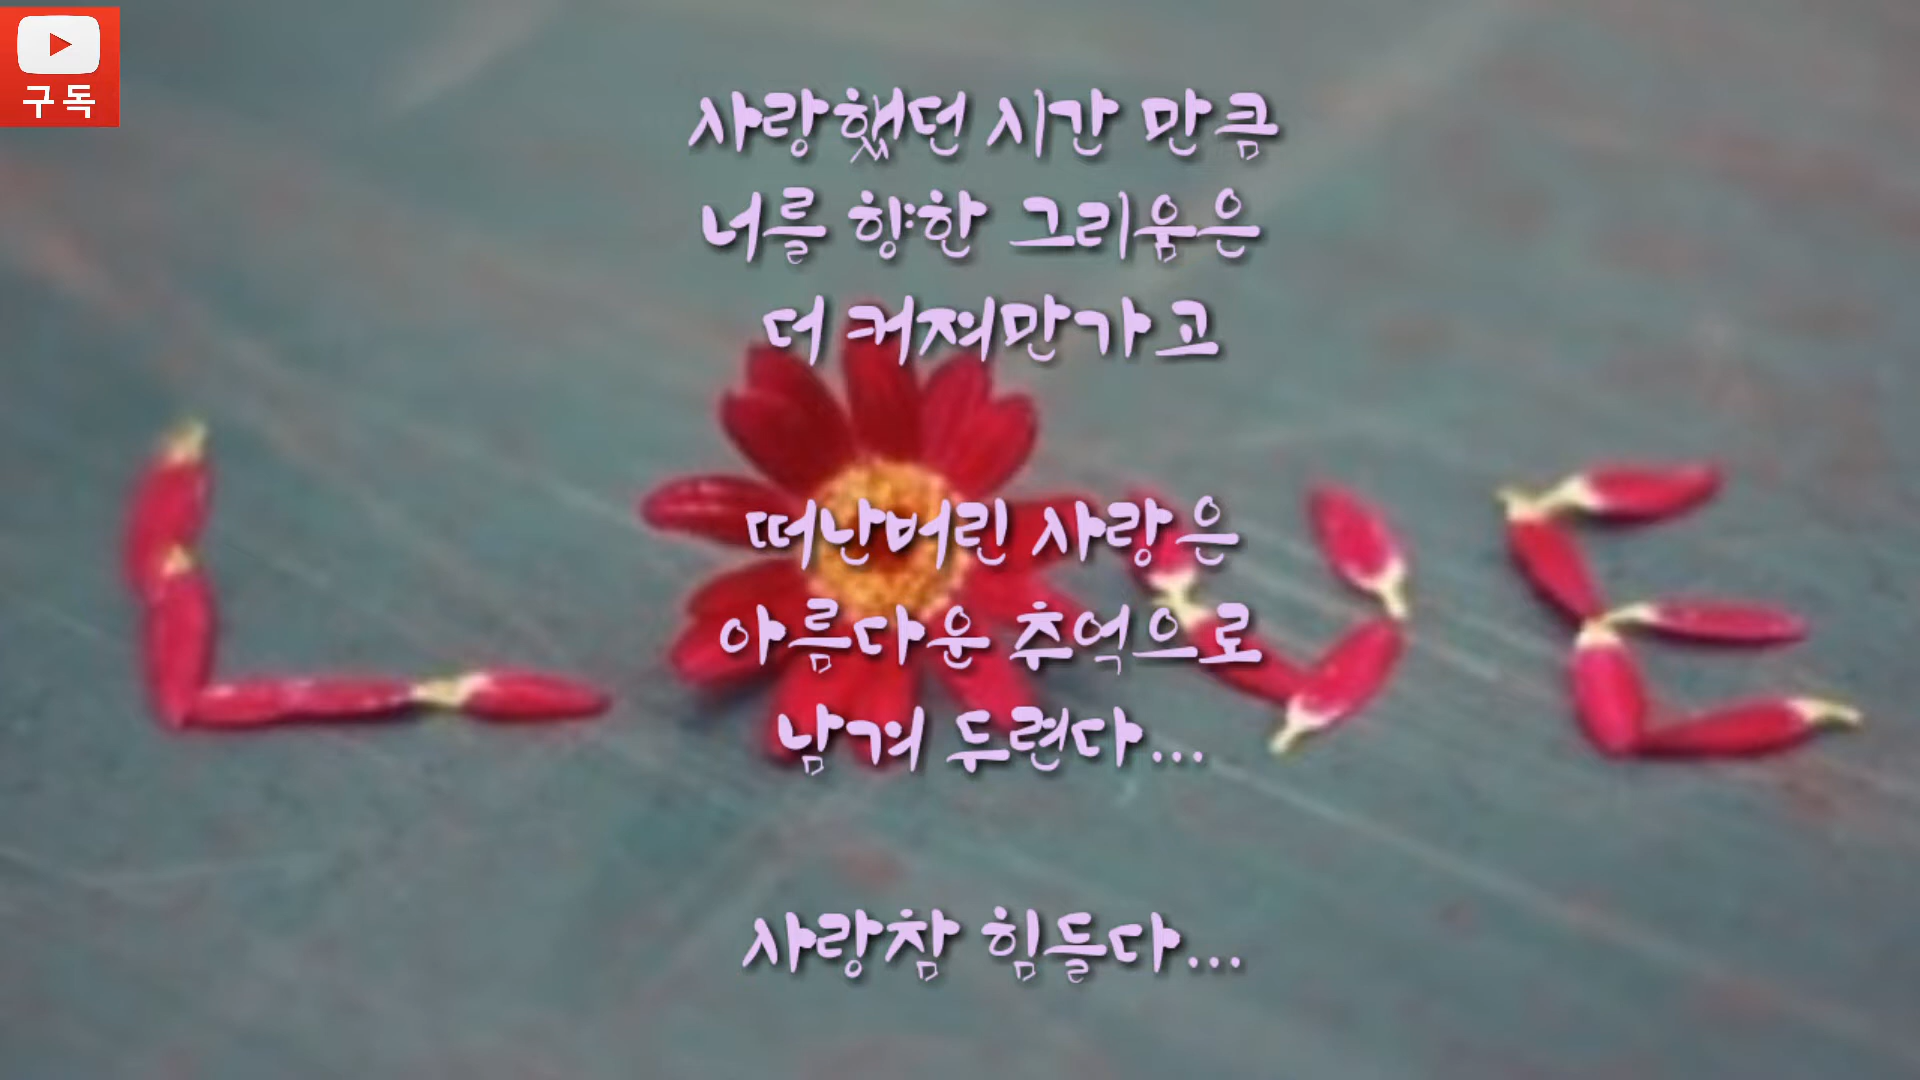 구독
사랑했던 시간 만큼
너를 향한 그리움은
더 커져만가고
떠난버린 사랑은
아름다운 추억으로
남겨 두련다...
사랑참 힘들다...
LOVE